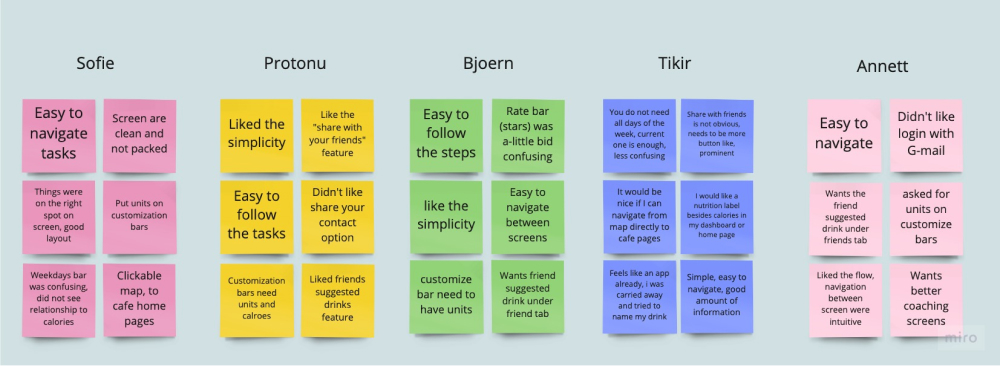 Sofie
Easy to
navigate
tasks
Screen are
clean and
not packed
Things were
on the right
spot on
screen, good
layout
Put units on
customization
bars
Weekdays bar
was confusing,
did not see
relationship to
calories
Clickable
map, to
cafe home
pages
Protonu
Liked the
simplicity
Like the
"share with
your friends"
feature
Easy to
follow
the tasks
Didn't like
share your
contact
option
Customization
bars need
units and
calroes
Liked friends
suggested
drinks
feature
Bjoern
Easy to
follow
the steps
Rate bar
(stars) was
a-little bid
confusing
like the
simplicity
Easy to
navigate
between
screens
customize
bar need to
have units
Wants friend
suggested
drink under
friend tab
Tikir
You do not need
all days of the
week, current
one is enough,
less confusing
Share with friends
is not obvious,
needs to be more
button like,
prominent
It would be
nice if I can
navigate from
map directly to
cafe pages
I would like a
nutrition label
besides calories in
my dashboard or
home page
Feels like an app
already, i was
carried away and
tried to
name my drink
Simple, easy to
navigate, good
amount of
information
Annett
Easy to
navigate
Didn't like
login with
G-mail
Wants the
friend
suggested
drink under
friends tab
asked for
units on
customize
bars
Liked the flow,
navigation
between
screen were
intuitive
Wants
better
coaching
screens
miro